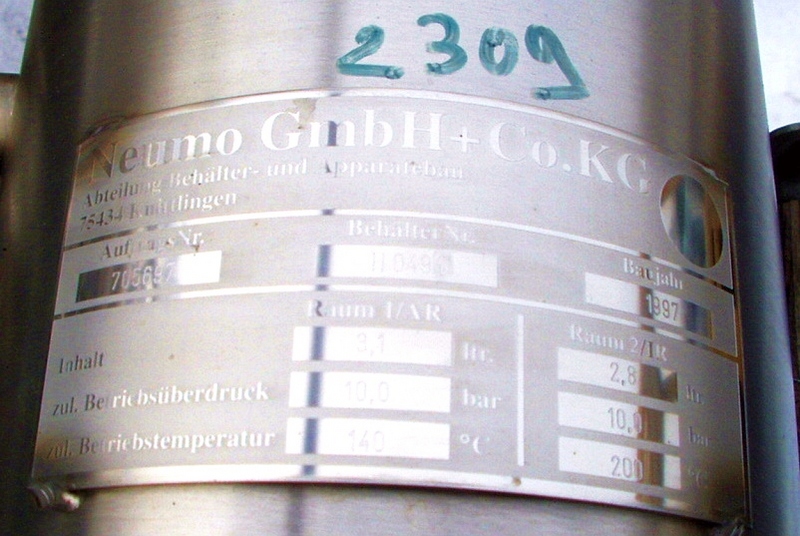 2309
Neumo GmbH+Co.KG
Abteilung Behälter- und Apparatebau
75434 Knittlingen
Auftrags Nr. Behälter Nr. Baujahr
705697 1997
Raum 1/AR Raum 2/IR
Inhalt 3,1 ltr. 2,8 ltr.
zul. Betriebsüberdruck 10,0 bar 10,0 bar
zul. Betriebstemperatur 140 °C 200 °C